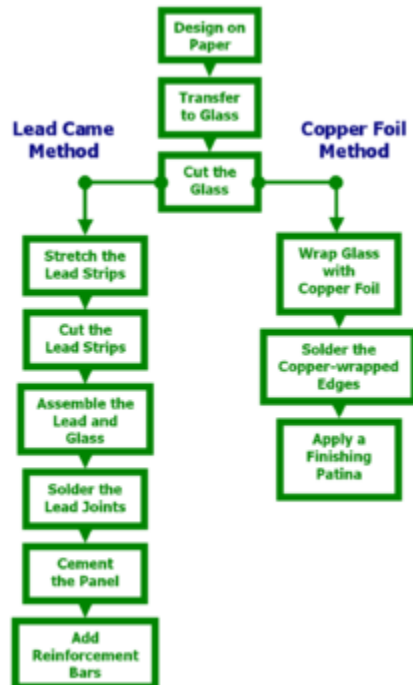 Design on
Paper
Transfer
to Glass
Lead Came
Method
Copper Foil
Method
Cut the
Glass
Stretch the
Lead Strips
Cut the
Lead Strips
Assemble the
Lead and
Glass
Solder the
Lead Joints
Cement
the Panel
Add
Reinforcement
Bars
Wrap Glass
with
Copper Foil
Solder the
Copper-wrapped
Edges
Apply a
Finishing
Patina